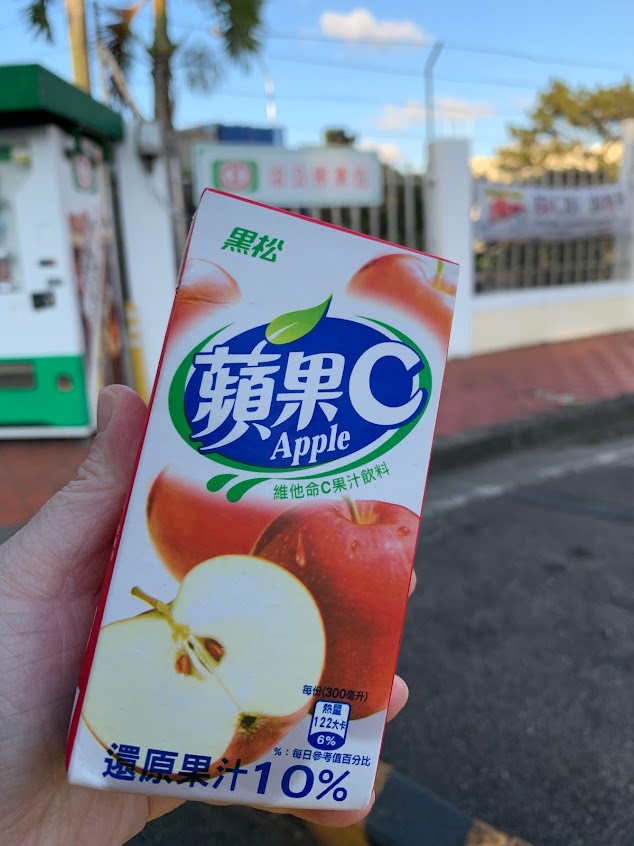 黑松
蘋果C
Apple
維他命C果汁飲料
每份(300毫升)
熱量
122大卡
6%
%：每日參考值百分比
還原果汁10%